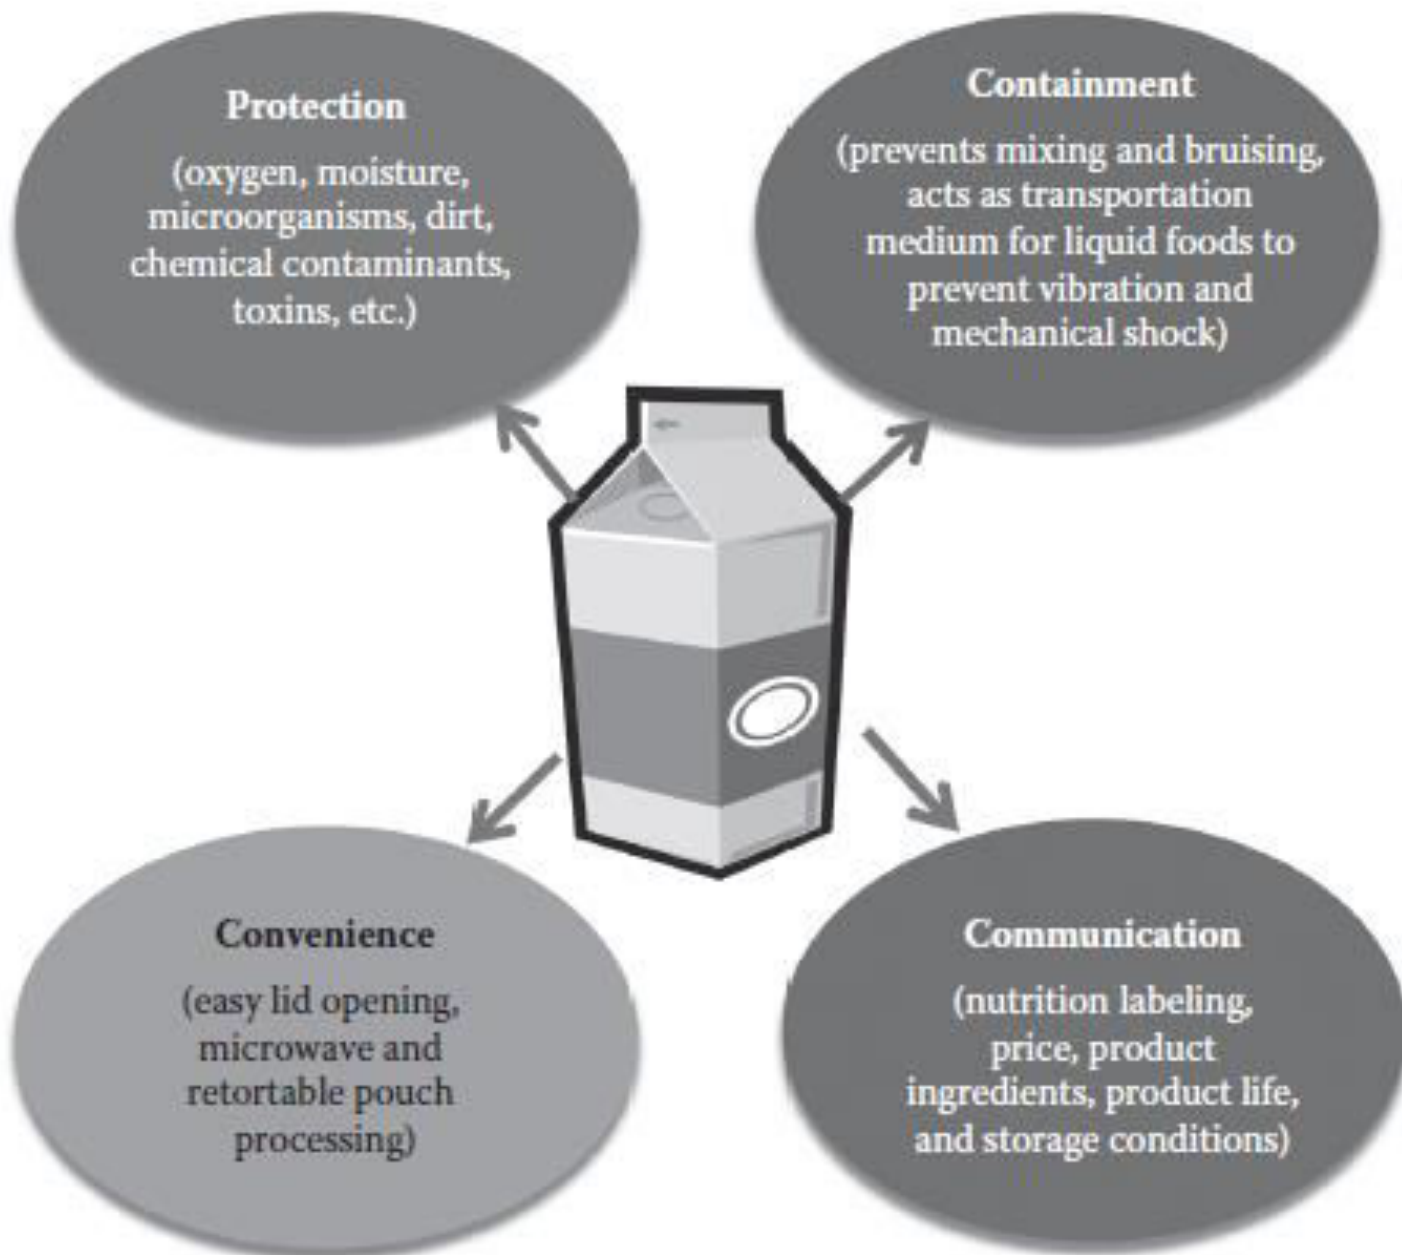 Protection
(oxygen, moisture,
microorganisms, dirt,
chemical contaminants,
toxins, etc.)
Containment
(prevents mixing and bruising,
acts as transportation
medium for liquid foods to
prevent vibration and
mechanical shock)
Convenience
(easy lid opening,
microwave and
retortable pouch
processing)
Communication
(nutrition labeling,
price, product
ingredients, product life,
and storage conditions)